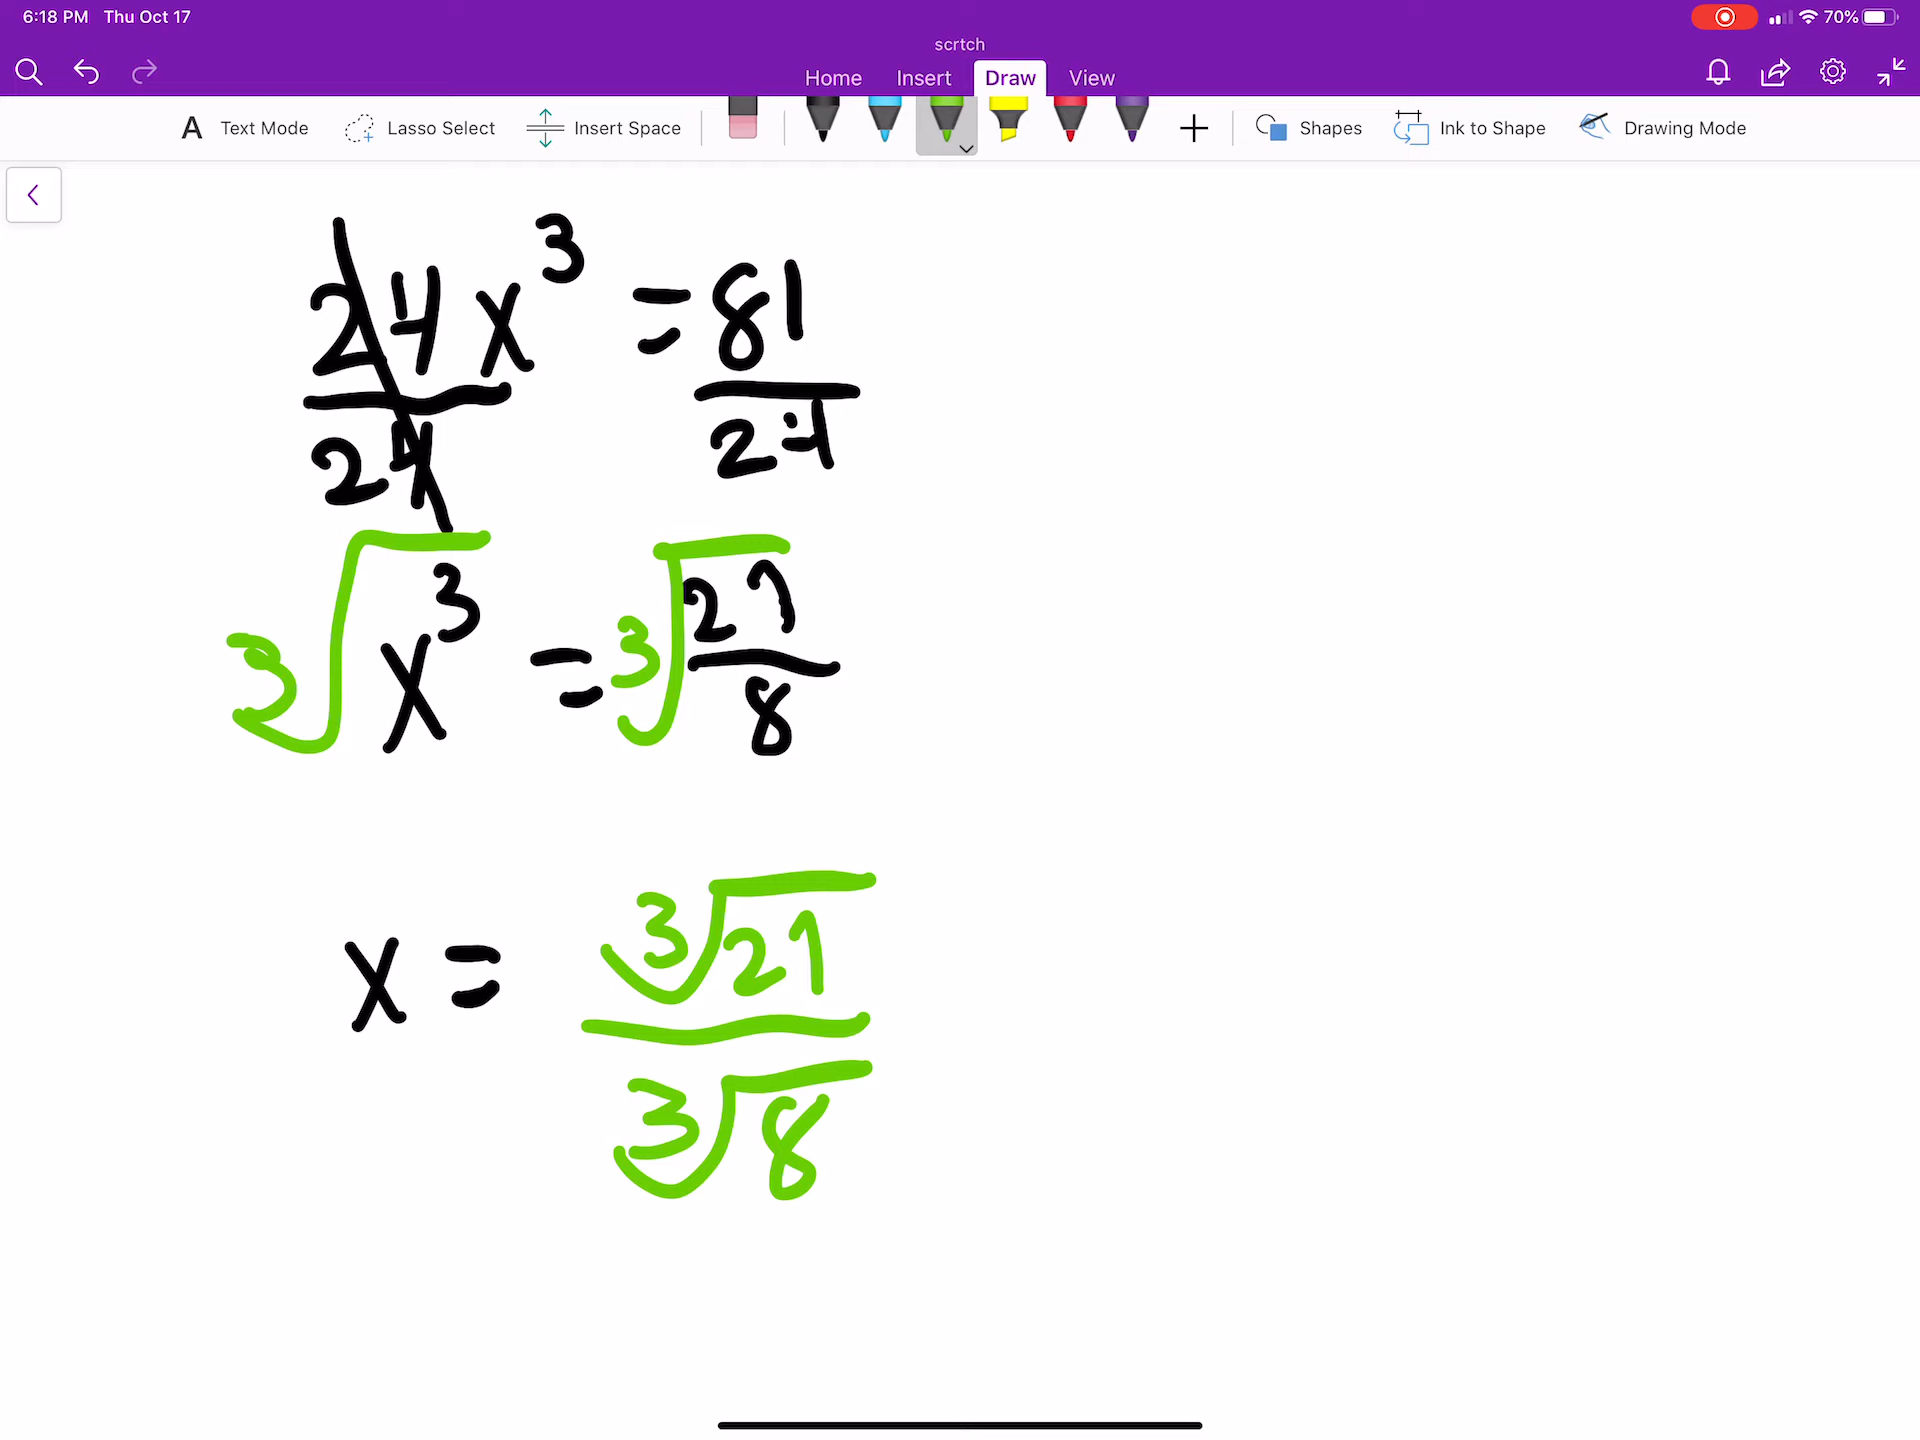 6:18 PM Thu Oct 17
70%
scrtch
Home Insert Draw View
A Text Mode Lasso Select Insert Space Shapes Ink to Shape Drawing Mode
24x³ = 81
24 24
∛x³ = ∛27/8
x = ∛27
∛8